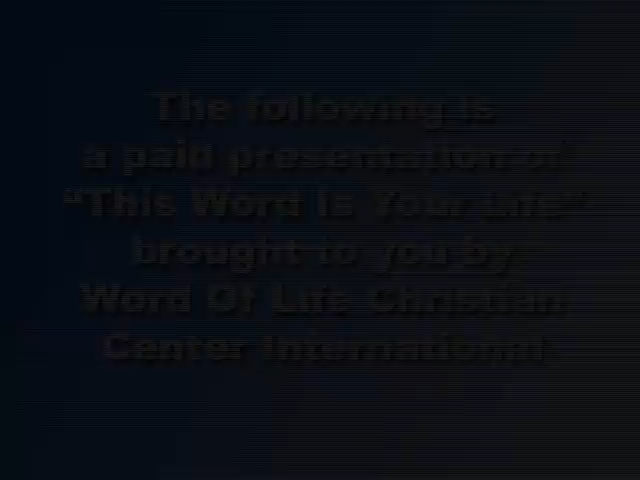 The following is
a paid presentation of
"This Word Is Your Life"
brought to you by
Word Of Life Christian
Center International